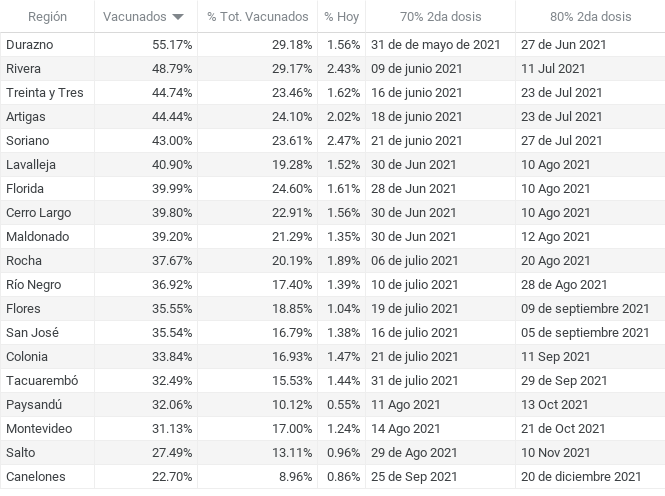 Región Vacunados % Tot. Vacunados % Hoy 70% 2da dosis 80% 2da dosis
Durazno 55.17% 29.18% 1.56% 31 de de mayo de 2021 27 de Jun 2021
Rivera 48.79% 29.17% 2.43% 09 de junio 2021 11 Jul 2021
Treinta y Tres 44.74% 23.46% 1.62% 16 de junio 2021 23 de Jul 2021
Artigas 44.44% 24.10% 2.02% 18 de junio 2021 23 de Jul 2021
Soriano 43.00% 23.61% 2.47% 21 de junio 2021 27 de Jul 2021
Lavalleja 40.90% 19.28% 1.52% 30 de Jun 2021 10 Ago 2021
Florida 39.99% 24.60% 1.61% 28 de Jun 2021 10 Ago 2021
Cerro Largo 39.80% 22.91% 1.56% 30 de Jun 2021 10 Ago 2021
Maldonado 39.20% 21.29% 1.35% 30 de Jun 2021 12 Ago 2021
Rocha 37.67% 20.19% 1.89% 06 de julio 2021 20 Ago 2021
Río Negro 36.92% 17.40% 1.39% 10 de julio 2021 28 de Ago 2021
Flores 35.55% 18.85% 1.04% 19 de julio 2021 09 de septiembre 2021
San José 35.54% 16.79% 1.38% 16 de julio 2021 05 de septiembre 2021
Colonia 33.84% 16.93% 1.47% 21 de julio 2021 11 Sep 2021
Tacuarembó 32.49% 15.53% 1.44% 31 de julio 2021 29 de Sep 2021
Paysandú 32.06% 10.12% 0.55% 11 Ago 2021 13 Oct 2021
Montevideo 31.13% 17.00% 1.24% 14 Ago 2021 21 de Oct 2021
Salto 27.49% 13.11% 0.96% 29 de Ago 2021 10 Nov 2021
Canelones 22.70% 8.96% 0.86% 25 de Sep 2021 20 de diciembre 2021